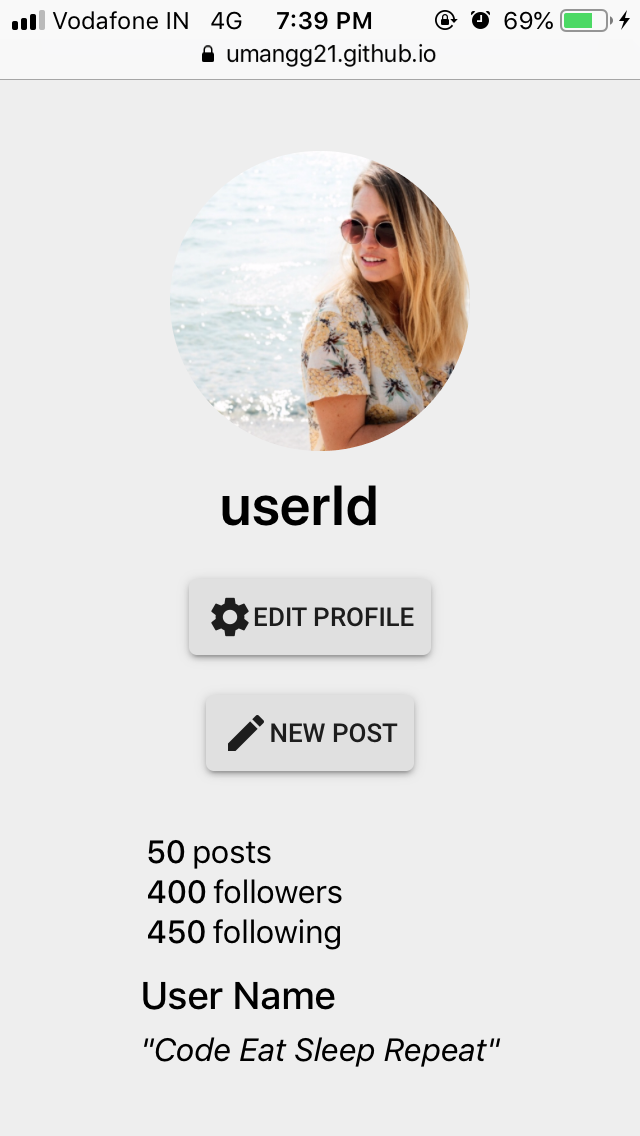 Vodafone IN 4G 7:39 PM 69%
umangg21.github.io
userId
EDIT PROFILE
NEW POST
50 posts
400 followers
450 following
User Name
"Code Eat Sleep Repeat"